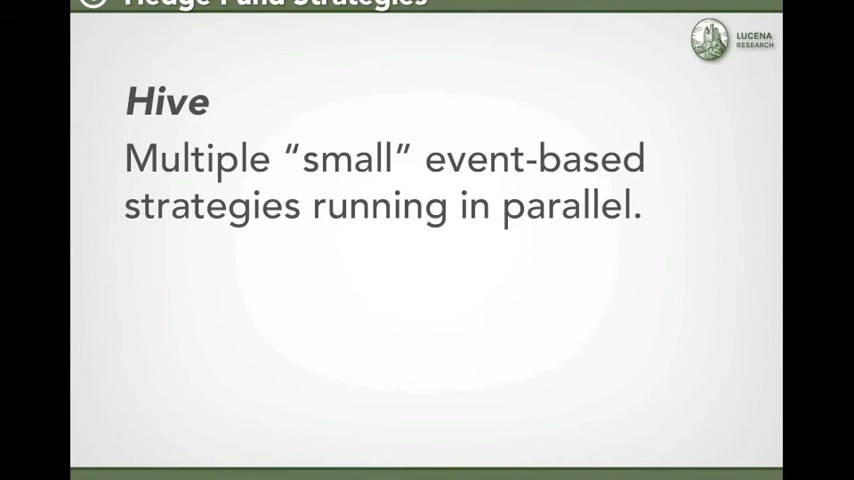 Hedge Fund Strategies
LUCENA
RESEARCH
Hive
Multiple “small” event-based
strategies running in parallel.